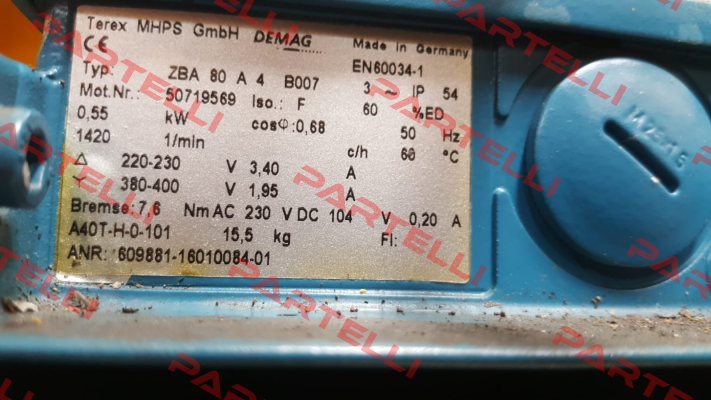 Terex MHPS GmbH DEMAG Made in Germany
CE EN60034-1
Typ: ZBA 80 A 4 B007 3 ~ IP 54
Mot.Nr.: 50719569 Iso.: F 60 %ED
0,55 kW cosφ:0,68 50 Hz
1420 1/min c/h 60 °C
△ 220-230 V 3,40 A
Y 380-400 V 1,95 A
Bremse:7,6 Nm AC 230 V DC 104 V 0,20 A
A40T-H-0-101 15,5 kg FI:
ANR: 609881-16010084-01
M25x1.5
PARTELLI
PARTELLI
PARTELLI
PARTELLI
PARTELLI
PARTELLI
PARTELLI